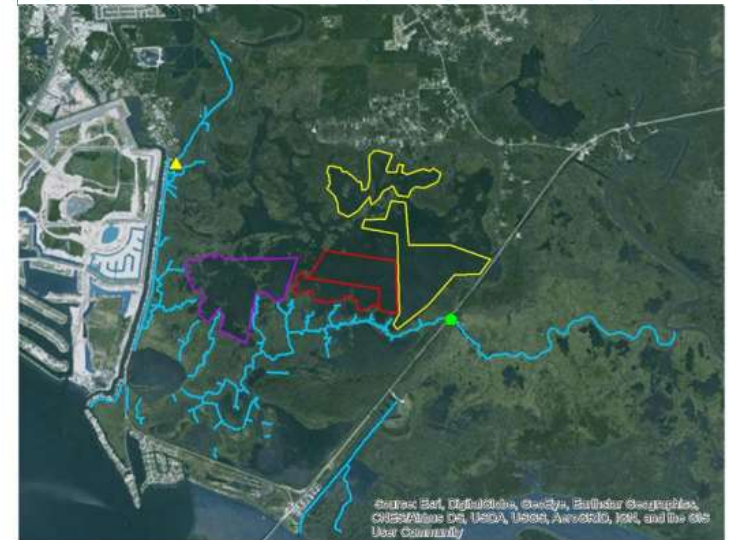 Source: Esri, DigitalGlobe, GeoEye, Earthstar Geographics,
CNES/Airbus DS, USDA, USGS, AeroGRID, IGN, and the GIS
User Community